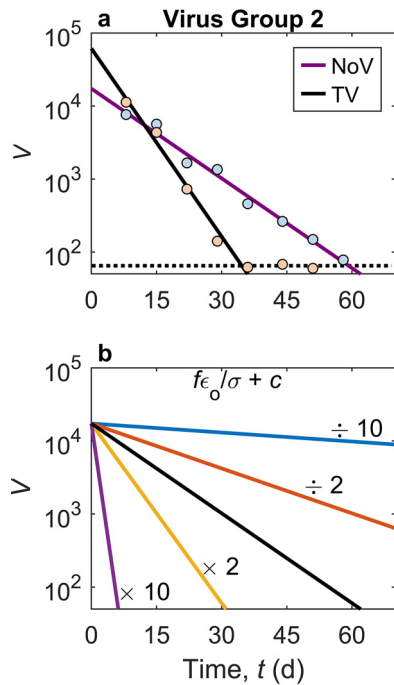 Virus Group 2
a
10^5
NoV
TV
10^4
V
10^3
10^2
0 15 30 45 60
b
10^5
fϵ_o/σ + c
÷ 10
10^4
÷ 2
V
10^3
× 2
10^2
× 10
0 15 30 45 60
Time, t (d)